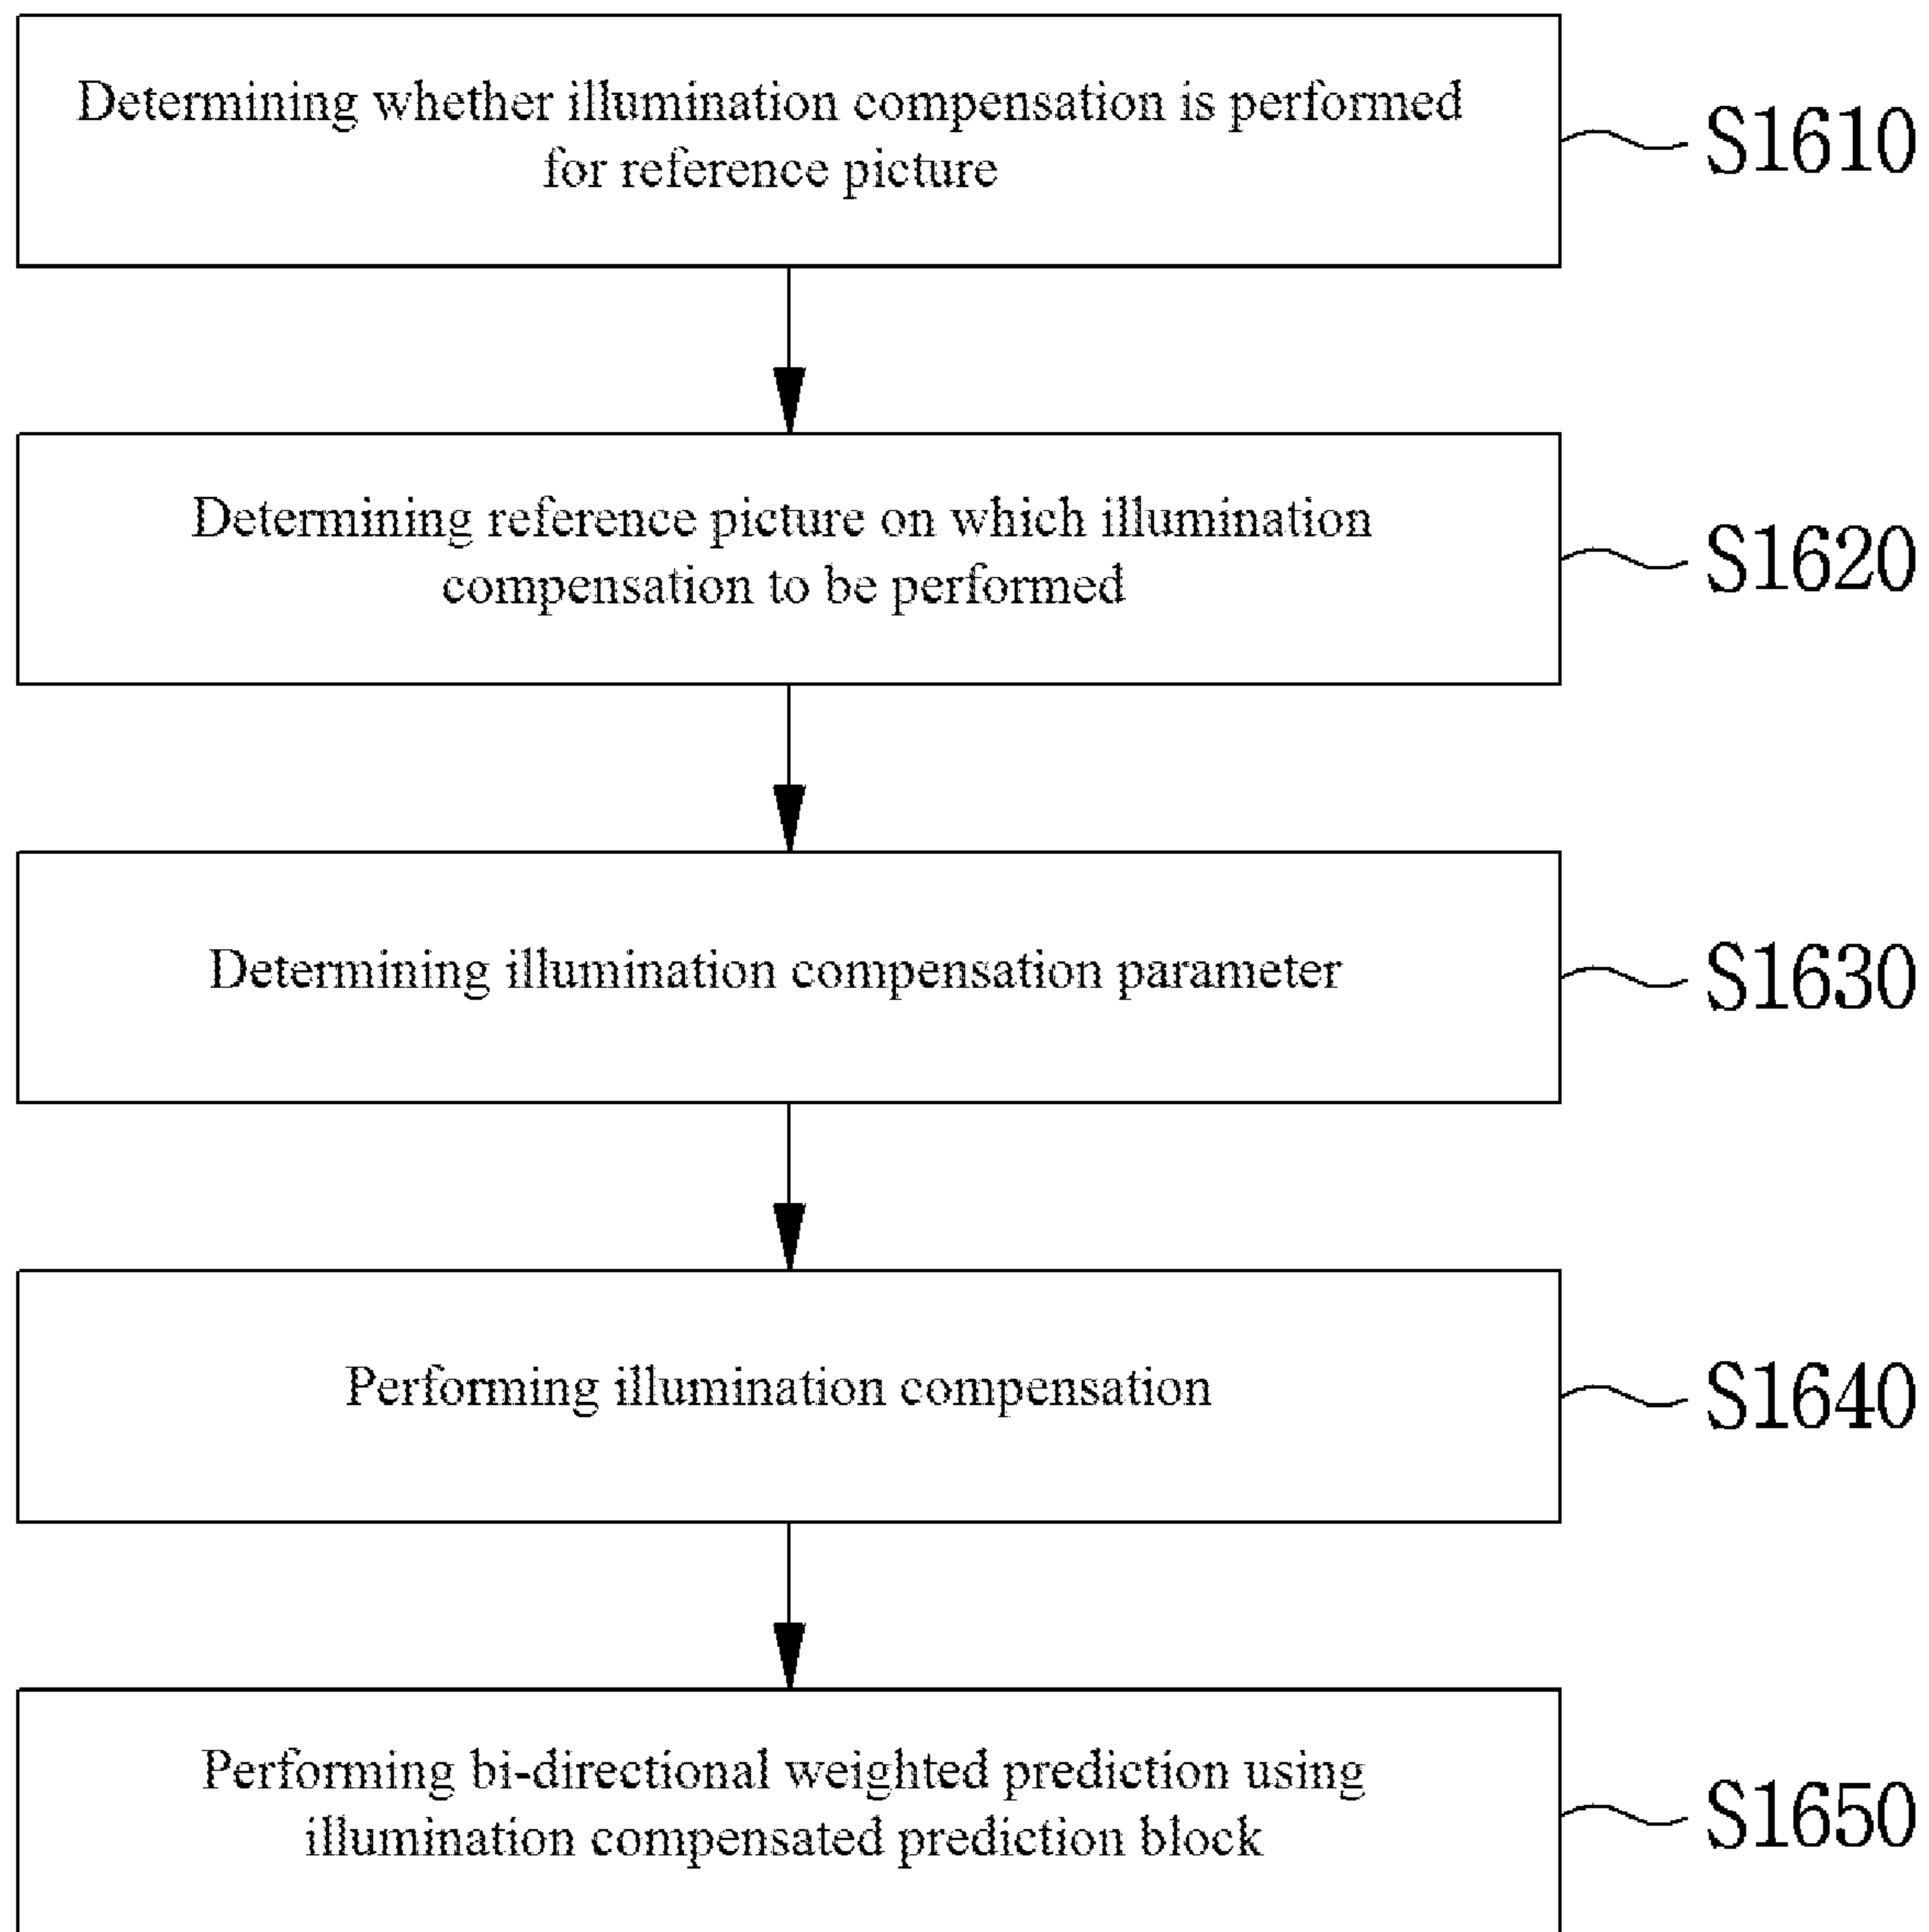 Determining whether illumination compensation is performed
for reference picture
S1610
Determining reference picture on which illumination
compensation to be performed
S1620
Determining illumination compensation parameter
S1630
Performing illumination compensation
S1640
Performing bi-directional weighted prediction using
illumination compensated prediction block
S1650